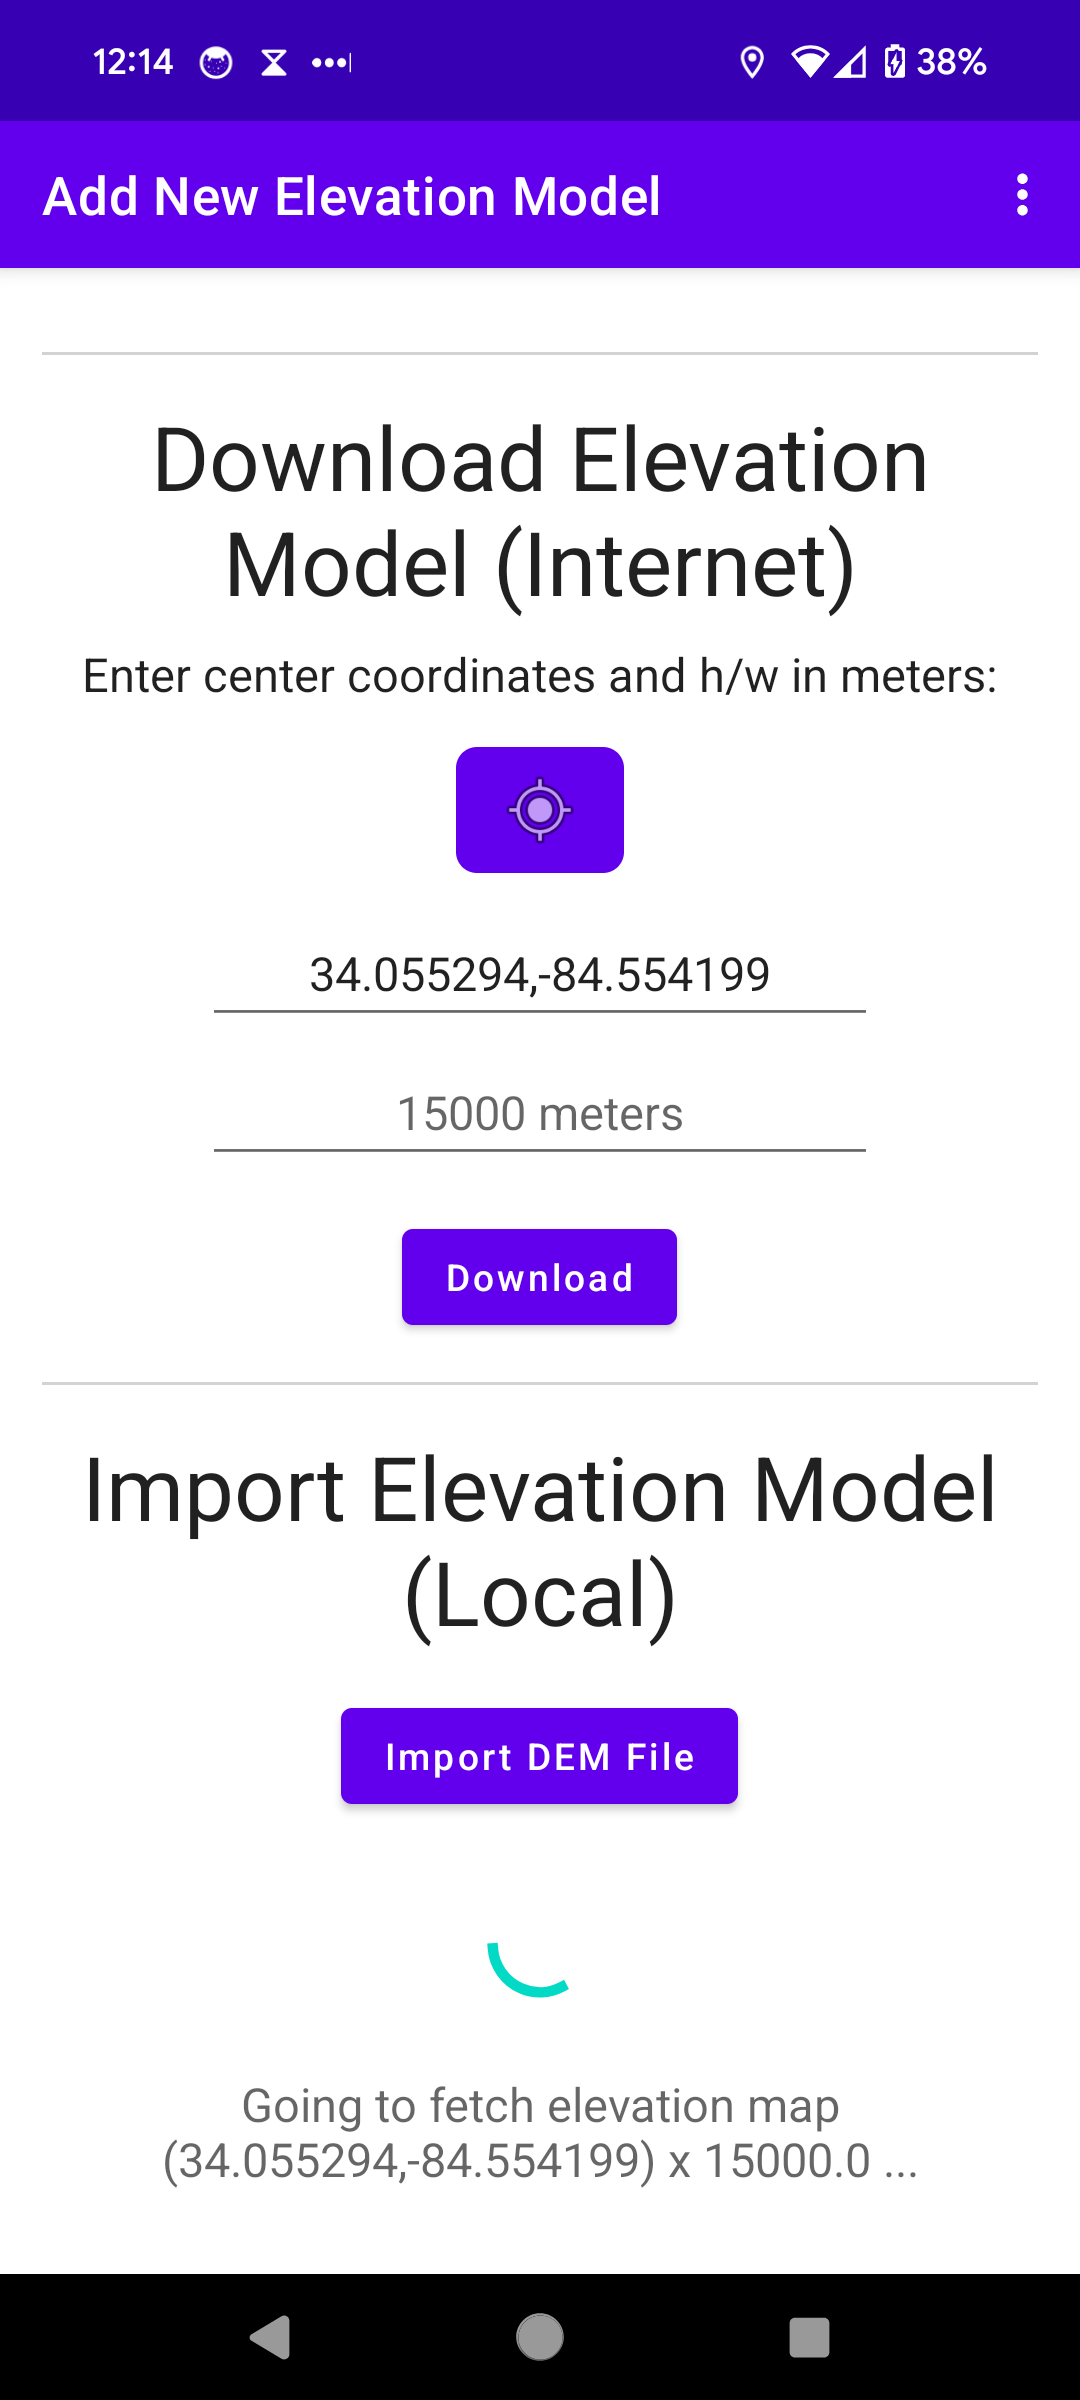 12:14
38%
Add New Elevation Model
Download Elevation
Model (Internet)
Enter center coordinates and h/w in meters:
34.055294,-84.554199
15000 meters
Download
Import Elevation Model
(Local)
Import DEM File
Going to fetch elevation map
(34.055294,-84.554199) x 15000.0 ...